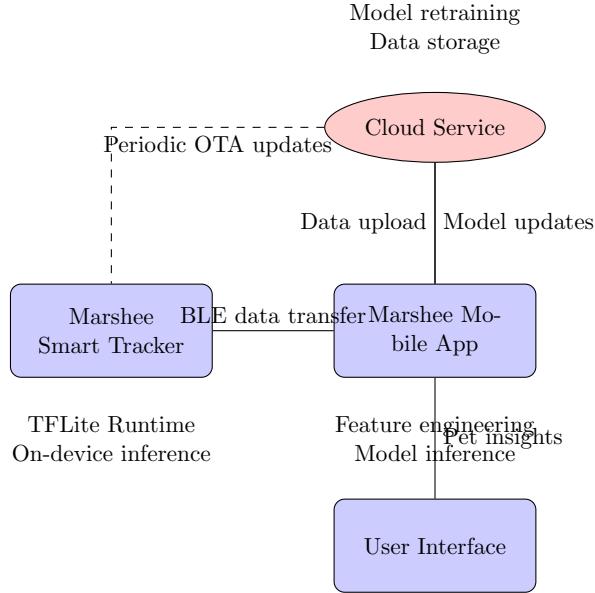 Model retraining
Data storage
Cloud Service
Periodic OTA updates
Data upload
Model updates
Marshee
Smart Tracker
BLE data transfer
Marshee Mo-
bile App
TFLite Runtime
On-device inference
Feature engineering
Model inference
Pet insights
User Interface